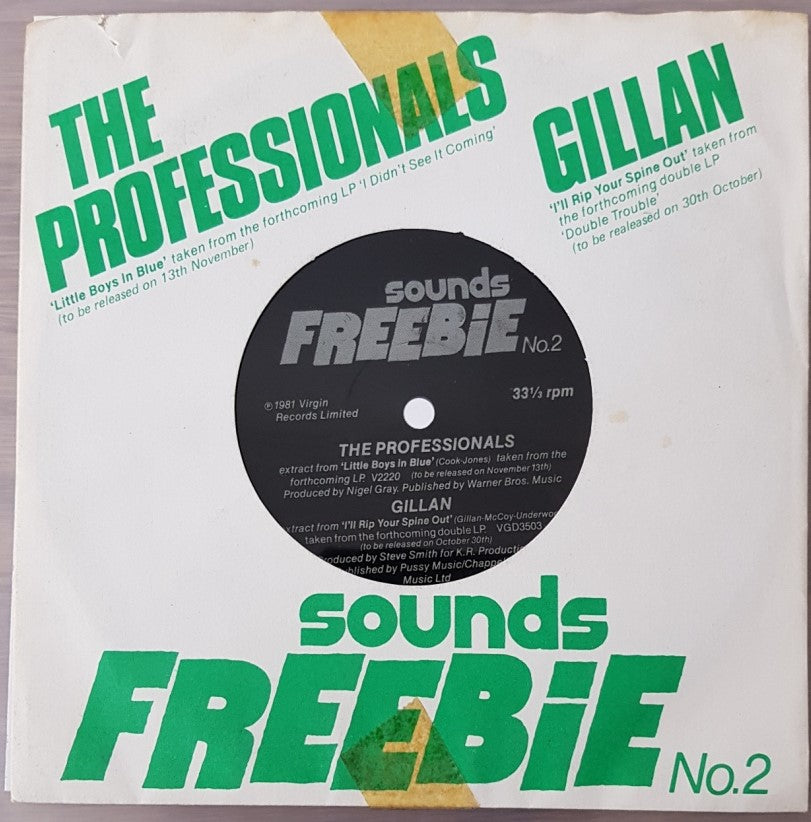 THE
PROFESSIONALS
'Little Boys In Blue' taken from the forthcoming LP 'I Didn't See It Coming'
(to be released on 13th November)
GILLAN
'I'll Rip Your Spine Out' taken from
the forthcoming double LP
'Double Trouble'
(to be realeased on 30th October)
sounds
FREEBiE No.2
℗1981 Virgin
Records Limited
33⅓ rpm
THE PROFESSIONALS
extract from 'Little Boys in Blue' (Cook-Jones) taken from the
forthcoming LP. V2220 (to be released on November 13th)
Produced by Nigel Gray. Published by Warner Bros. Music
GILLAN
xtract from 'I'll Rip Your Spine Out' (Gillan-McCoy-Underwoo
taken from the forthcoming double LP. VGD3503
(to be released on October 30th)
oduced by Steve Smith for K.R. Producti
blished by Pussy Music/Chappe
Music Ltd
sounds
FREEBiE No.2